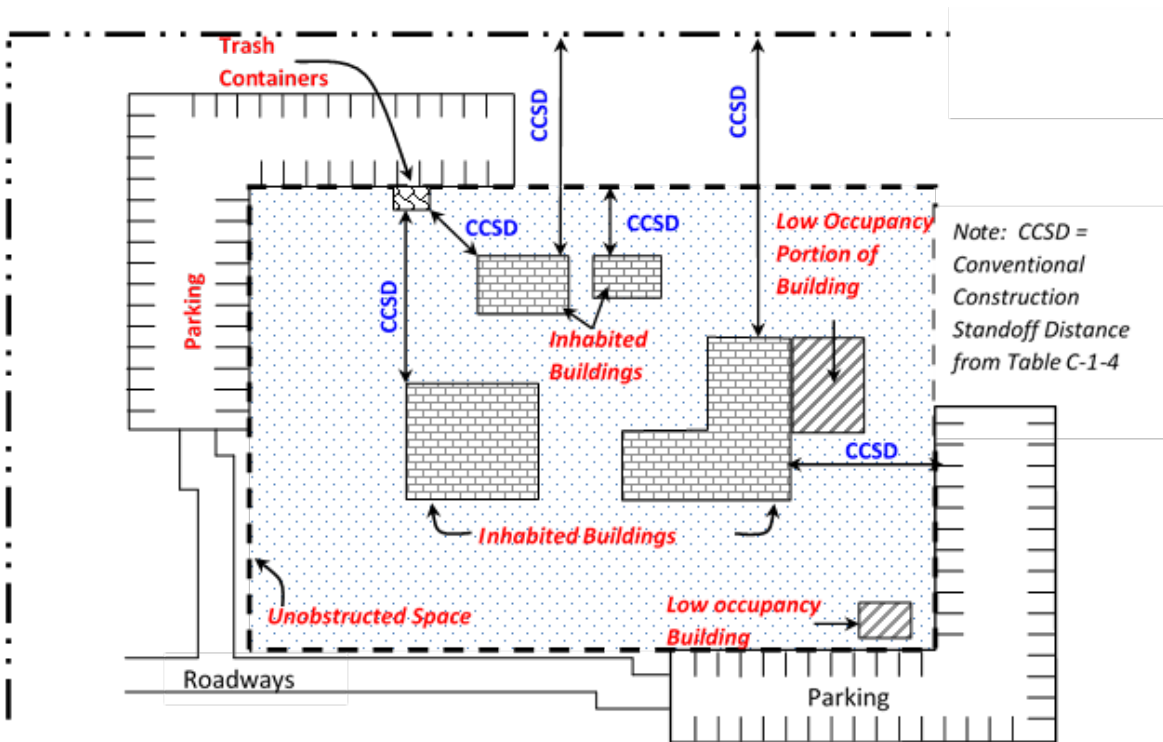 Trash
Containers
CCSD
CCSD
CCSD
CCSD
Low Occupancy
Portion of
Building
Note: CCSD =
Conventional
Construction
Standoff Distance
from Table C-1-4
Parking
CCSD
Inhabited
Buildings
CCSD
Inhabited Buildings
Unobstructed Space
Low occupancy
Building
Roadways
Parking